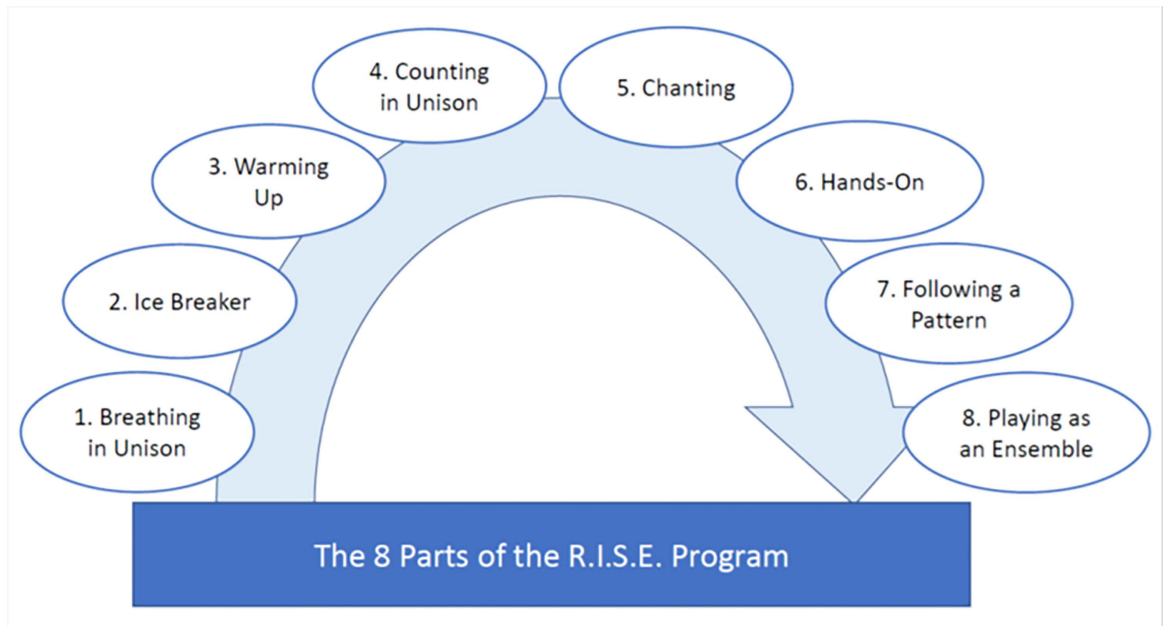 1. Breathing
in Unison
2. Ice Breaker
3. Warming
Up
4. Counting
in Unison
5. Chanting
6. Hands-On
7. Following a
Pattern
8. Playing as
an Ensemble
The 8 Parts of the R.I.S.E. Program